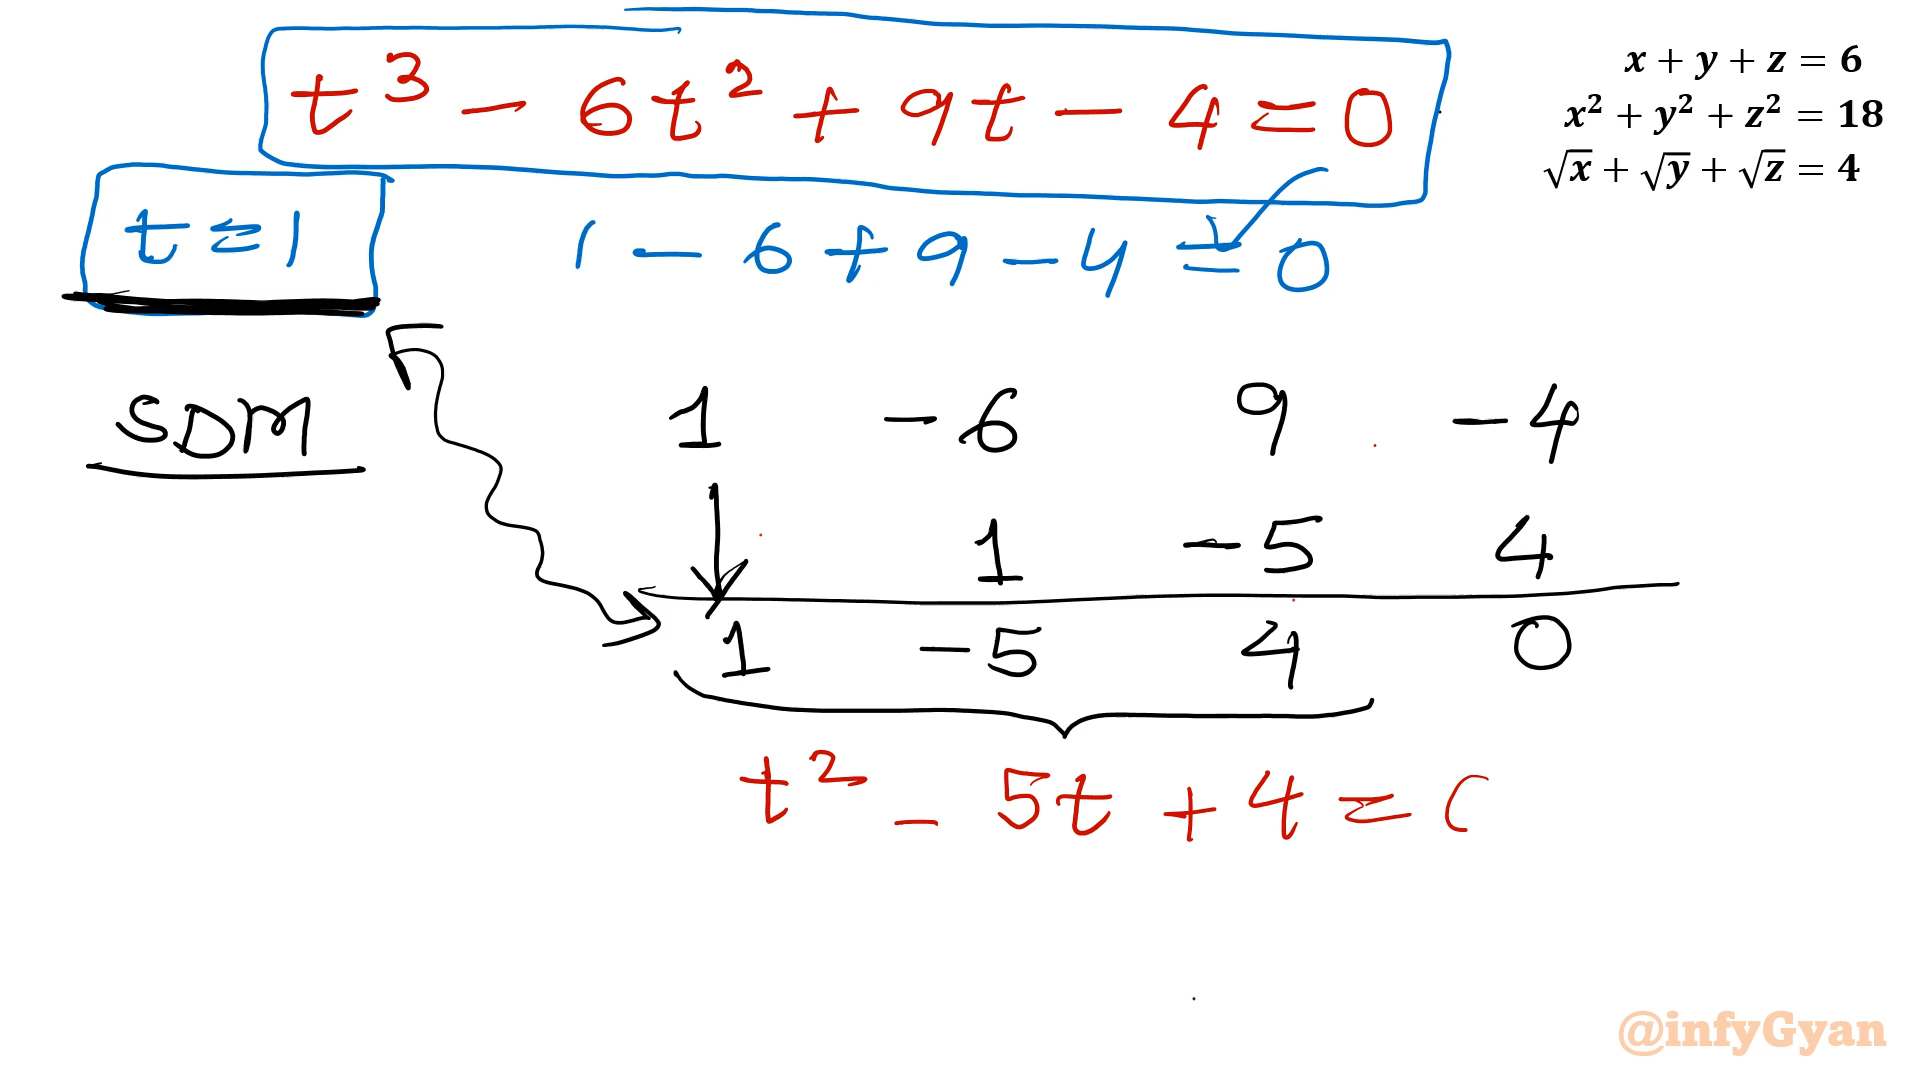 t³ - 6t² + 9t - 4 = 0
x + y + z = 6
x² + y² + z² = 18
√x + √y + √z = 4
t = 1
1 - 6 + 9 - 4 = 0
SDM
1 -6 9 -4
1 -5 4
1 -5 4 0
t² - 5t + 4 =
@infyGyan